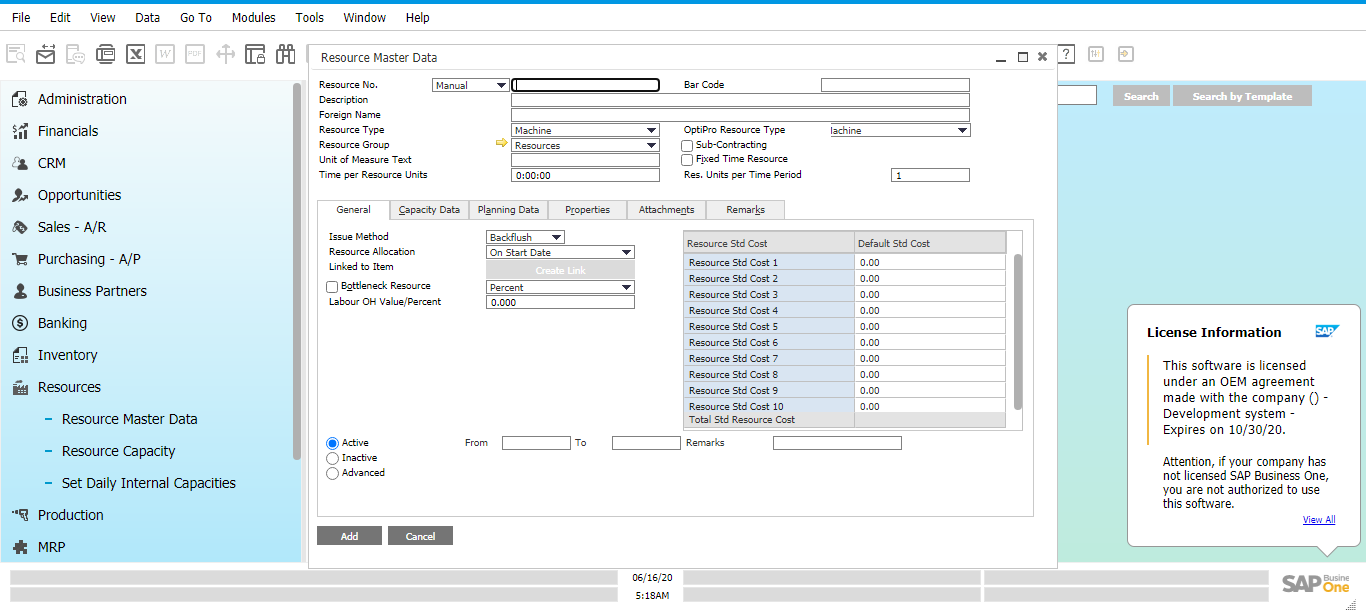 File Edit View Data Go To Modules Tools Window Help
W PDF ?
Resource Master Data
Administration
Financials
CRM
Opportunities
Sales - A/R
Purchasing - A/P
Business Partners
Banking
Inventory
Resources
Resource Master Data
Resource Capacity
Set Daily Internal Capacities
Production
MRP
Resource No. Manual Bar Code
Description
Foreign Name
Resource Type Machine OptiPro Resource Type lachine
Resource Group Resources Sub-Contracting
Unit of Measure Text Fixed Time Resource
Time per Resource Units 0:00:00 Res. Units per Time Period 1
General Capacity Data Planning Data Properties Attachments Remarks
Issue Method Backflush
Resource Allocation On Start Date
Linked to Item Create Link
Bottleneck Resource Percent
Labour OH Value/Percent 0.000
Resource Std Cost Default Std Cost
Resource Std Cost 1 0.00
Resource Std Cost 2 0.00
Resource Std Cost 3 0.00
Resource Std Cost 4 0.00
Resource Std Cost 5 0.00
Resource Std Cost 6 0.00
Resource Std Cost 7 0.00
Resource Std Cost 8 0.00
Resource Std Cost 9 0.00
Resource Std Cost 10 0.00
Total Std Resource Cost
Active From To Remarks
Inactive
Advanced
Add Cancel
Search Search by Template
License Information SAP
This software is licensed
under an OEM agreement
made with the company () -
Development system -
Expires on 10/30/20.
Attention, if your company has
not licensed SAP Business One,
you are not authorized to use
this software.
View All
06/16/20
5:18AM
SAP Busine
One